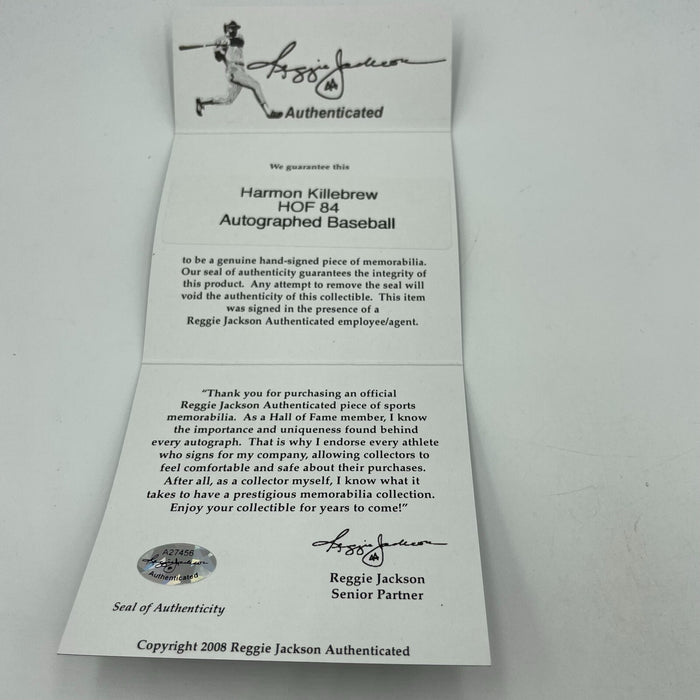 Reggie Jackson
Authenticated
We guarantee this
Harmon Killebrew
HOF 84
Autographed Baseball
to be a genuine hand-signed piece of memorabilia.
Our seal of authenticity guarantees the integrity of
this product. Any attempt to remove the seal will
void the authenticity of this collectible. This item
was signed in the presence of a
Reggie Jackson Authenticated employee/agent.
"Thank you for purchasing an official
Reggie Jackson Authenticated piece of sports
memorabilia. As a Hall of Fame member, I know
the importance and uniqueness found behind
every autograph. That is why I endorse every athlete
who signs for my company, allowing collectors to
feel comfortable and safe about their purchases.
After all, as a collector myself, I know what it
takes to have a prestigious memorabilia collection.
Enjoy your collectible for years to come!"
A27456
Reggie Jackson
Authenticated
Seal of Authenticity
Reggie Jackson
Reggie Jackson
Senior Partner
Copyright 2008 Reggie Jackson Authenticated